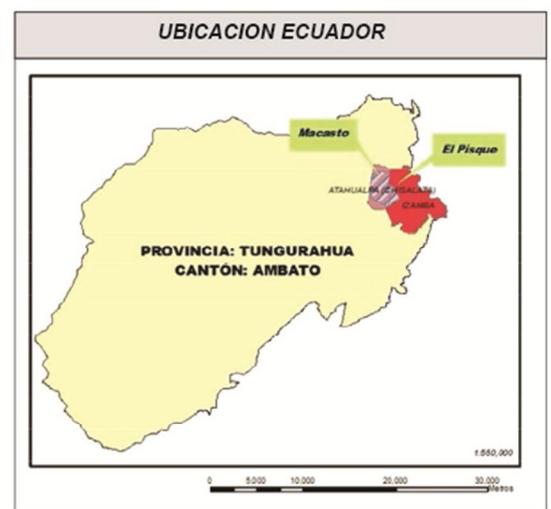 UBICACION ECUADOR
Macasto
El Pisque
ATAHUALPA (CHISALATA)
IZAMBA
PROVINCIA: TUNGURAHUA
CANTÓN: AMBATO
1:550,000
0 5.000 10.000 20.000 30.000
Metros